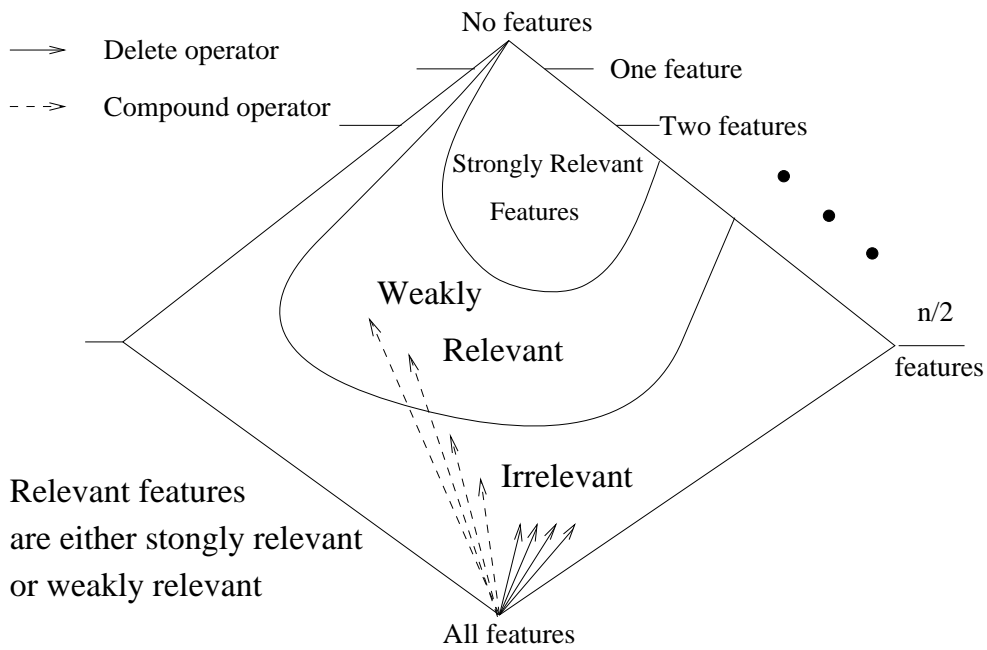 No features
Delete operator
One feature
Compound operator
Two features
Strongly Relevant
Features
Weakly
n/2
Relevant
features
Irrelevant
Relevant features
are either stongly relevant
or weakly relevant
All features